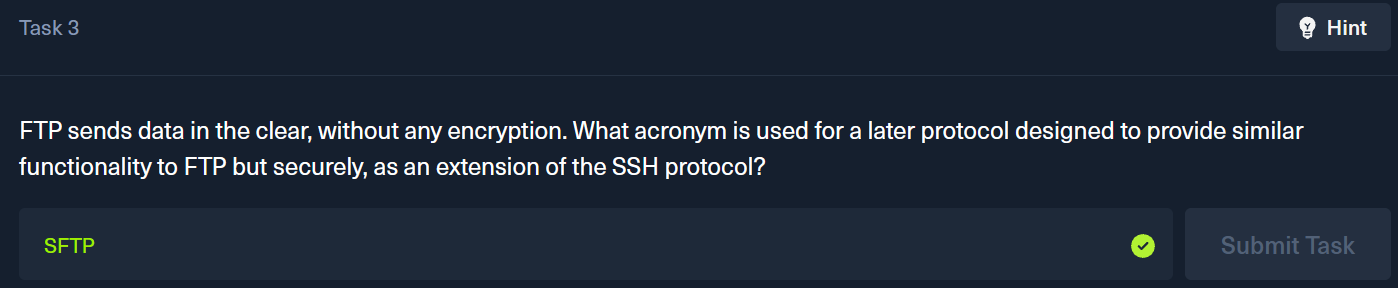 Task 3
Hint
FTP sends data in the clear, without any encryption. What acronym is used for a later protocol designed to provide similar
functionality to FTP but securely, as an extension of the SSH protocol?
SFTP
Submit Task